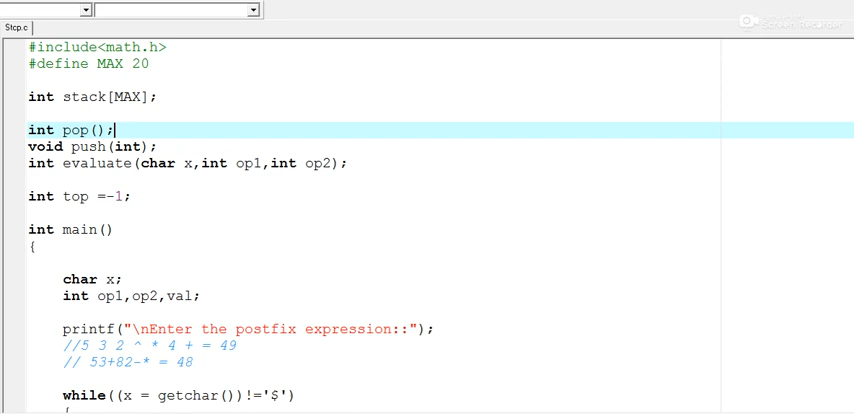 Stcp.c
#include<math.h>
#define MAX 20
int stack[MAX];
int pop();
void push(int);
int evaluate(char x,int op1,int op2);
int top =-1;
int main()
{
char x;
int op1,op2,val;
printf("\nEnter the postfix expression::");
//5 3 2 ^ * 4 + = 49
// 53+82-* = 48
while((x = getchar())!='$')
{